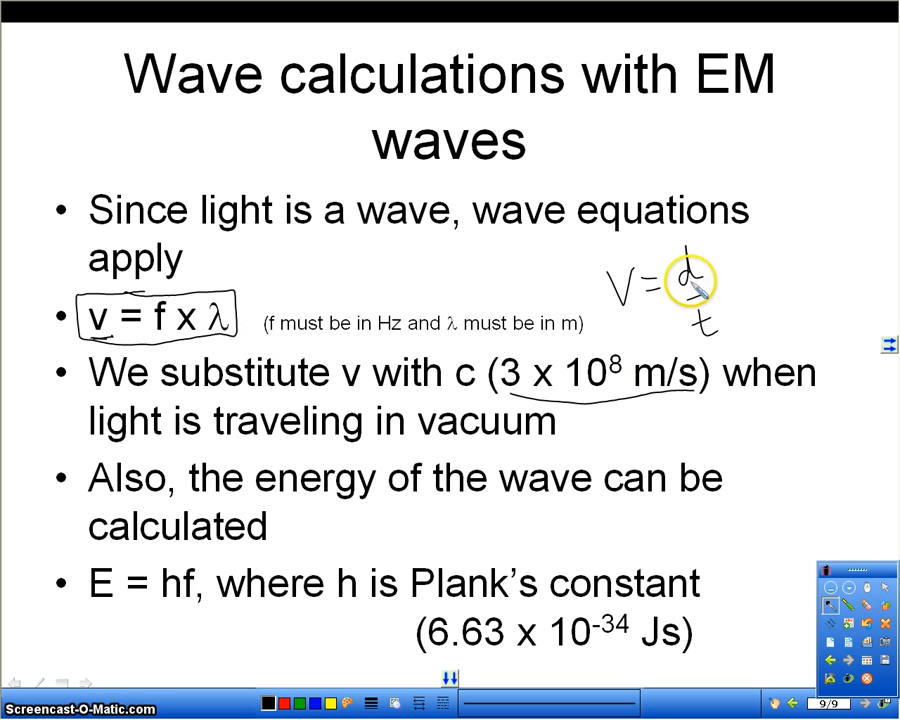 Wave calculations with EM
waves
• Since light is a wave, wave equations
apply
• v = f x λ (f must be in Hz and λ must be in m)
V = d/t
• We substitute v with c (3 x 10⁸ m/s) when
light is traveling in vacuum
• Also, the energy of the wave can be
calculated
• E = hf, where h is Plank's constant
(6.63 x 10⁻³⁴ Js)
9/9
Screencast-O-Matic.com